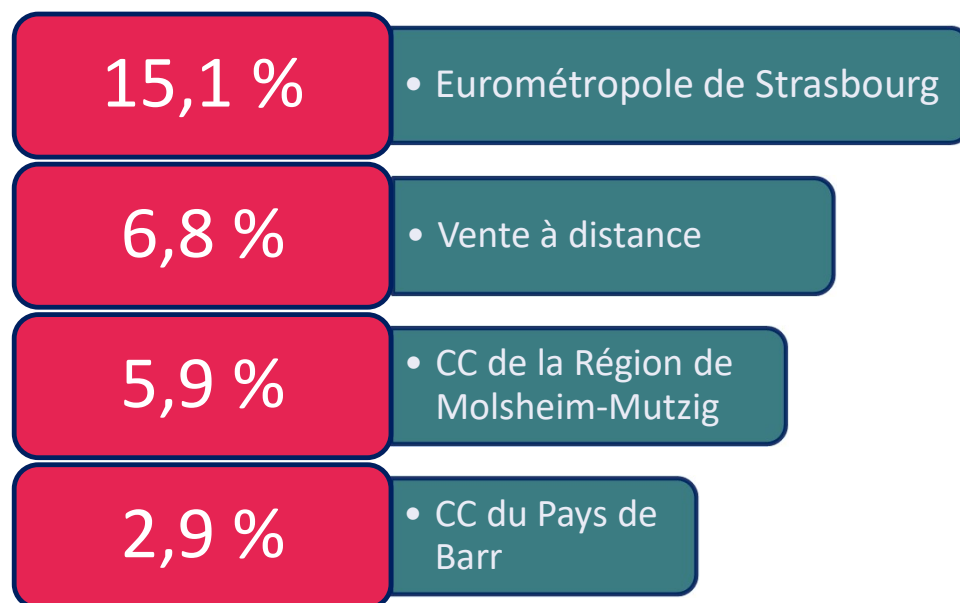 15,1 %
• Eurométropole de Strasbourg
6,8 %
• Vente à distance
5,9 %
• CC de la Région de
Molsheim-Mutzig
2,9 %
• CC du Pays de
Barr